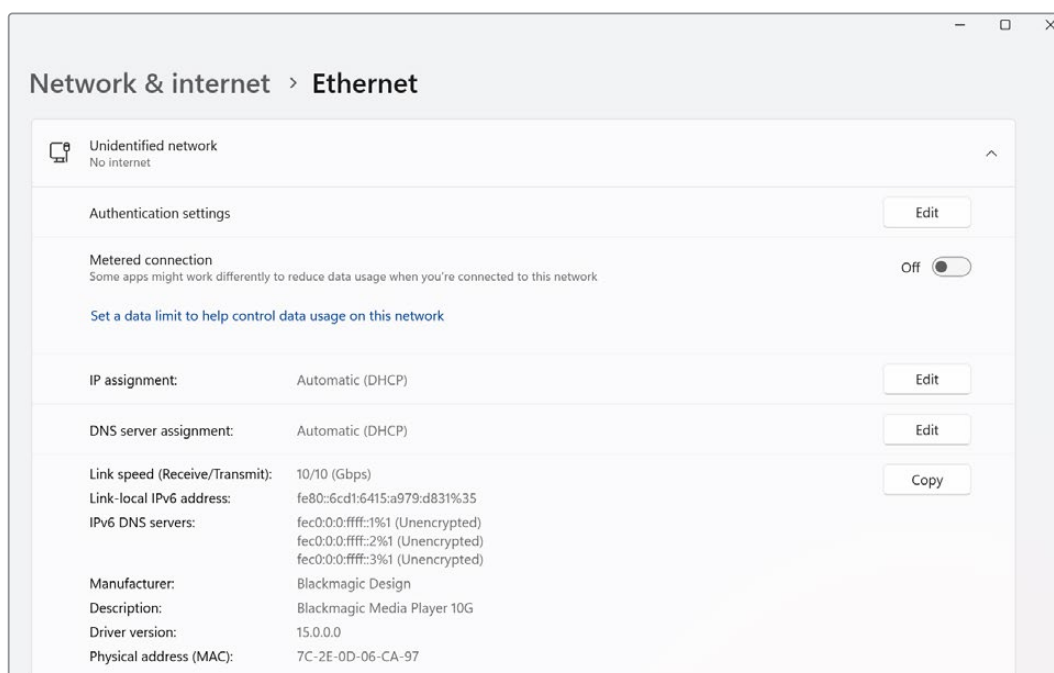 Network & internet > Ethernet
Unidentified network
No internet
Authentication settings
Edit
Metered connection
Some apps might work differently to reduce data usage when you're connected to this network
Off
Set a data limit to help control data usage on this network
IP assignment: Automatic (DHCP)
Edit
DNS server assignment: Automatic (DHCP)
Edit
Link speed (Receive/Transmit): 10/10 (Gbps)
Copy
Link-local IPv6 address: fe80::6cd1:6415:a979:d831%35
IPv6 DNS servers: fec0:0:0:ffff::1%1 (Unencrypted)
fec0:0:0:ffff::2%1 (Unencrypted)
fec0:0:0:ffff::3%1 (Unencrypted)
Manufacturer: Blackmagic Design
Description: Blackmagic Media Player 10G
Driver version: 15.0.0.0
Physical address (MAC): 7C-2E-0D-06-CA-97